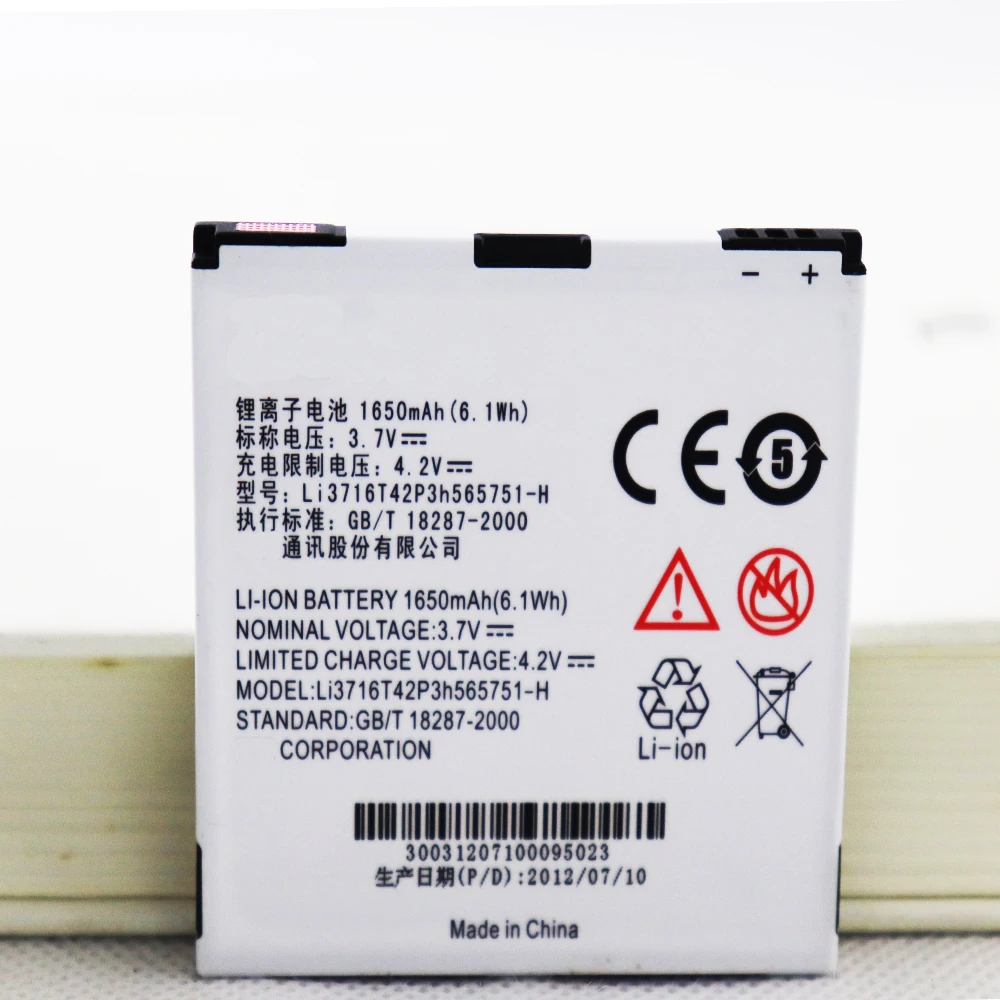 - +
锂离子电池 1650mAh(6.1Wh)
标称电压: 3.7V⎓
充电限制电压: 4.2V⎓
型号: Li3716T42P3h565751-H
执行标准: GB/T 18287-2000
通讯股份有限公司
CE
5
LI-ION BATTERY 1650mAh(6.1Wh)
NOMINAL VOLTAGE:3.7V⎓
LIMITED CHARGE VOLTAGE:4.2V⎓
MODEL:Li3716T42P3h565751-H
STANDARD:GB/T 18287-2000
CORPORATION
Li-ion
30031207100095023
生产日期(P/D):2012/07/10
Made in China